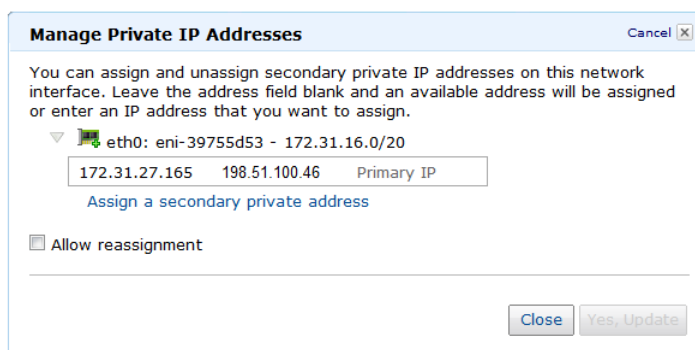 Manage Private IP Addresses
Cancel
You can assign and unassign secondary private IP addresses on this network
interface. Leave the address field blank and an available address will be assigned
or enter an IP address that you want to assign.
eth0: eni-39755d53 - 172.31.16.0/20
172.31.27.165 198.51.100.46 Primary IP
Assign a secondary private address
Allow reassignment
Close Yes, Update